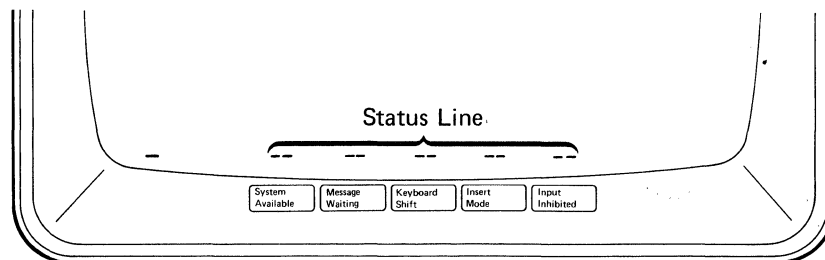 Status Line
System Available
Message Waiting
Keyboard Shift
Insert Mode
Input Inhibited